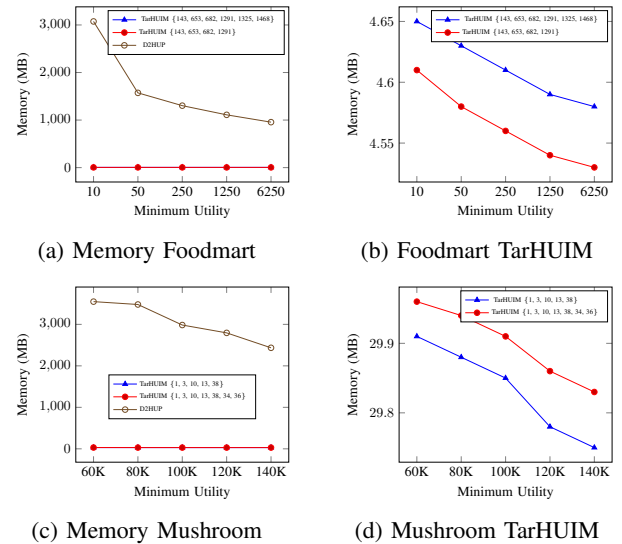 TarHUIM {143, 653, 682, 1291, 1325, 1468}
TarHUIM {143, 653, 682, 1291}
D2HUP
3,000
2,000
1,000
0
Memory (MB)
10 50 250 1250 6250
Minimum Utility
(a) Memory Foodmart
TarHUIM {143, 653, 682, 1291, 1325, 1468}
TarHUIM {143, 653, 682, 1291}
4.65
4.6
4.55
Memory (MB)
10 50 250 1250 6250
Minimum Utility
(b) Foodmart TarHUIM
3,000
2,000
1,000
0
Memory (MB)
TarHUIM {1, 3, 10, 13, 38}
TarHUIM {1, 3, 10, 13, 38, 34, 36}
D2HUP
60K 80K 100K 120K 140K
Minimum Utility
(c) Memory Mushroom
TarHUIM {1, 3, 10, 13, 38}
TarHUIM {1, 3, 10, 13, 38, 34, 36}
29.9
29.8
Memory (MB)
60K 80K 100K 120K 140K
Minimum Utility
(d) Mushroom TarHUIM